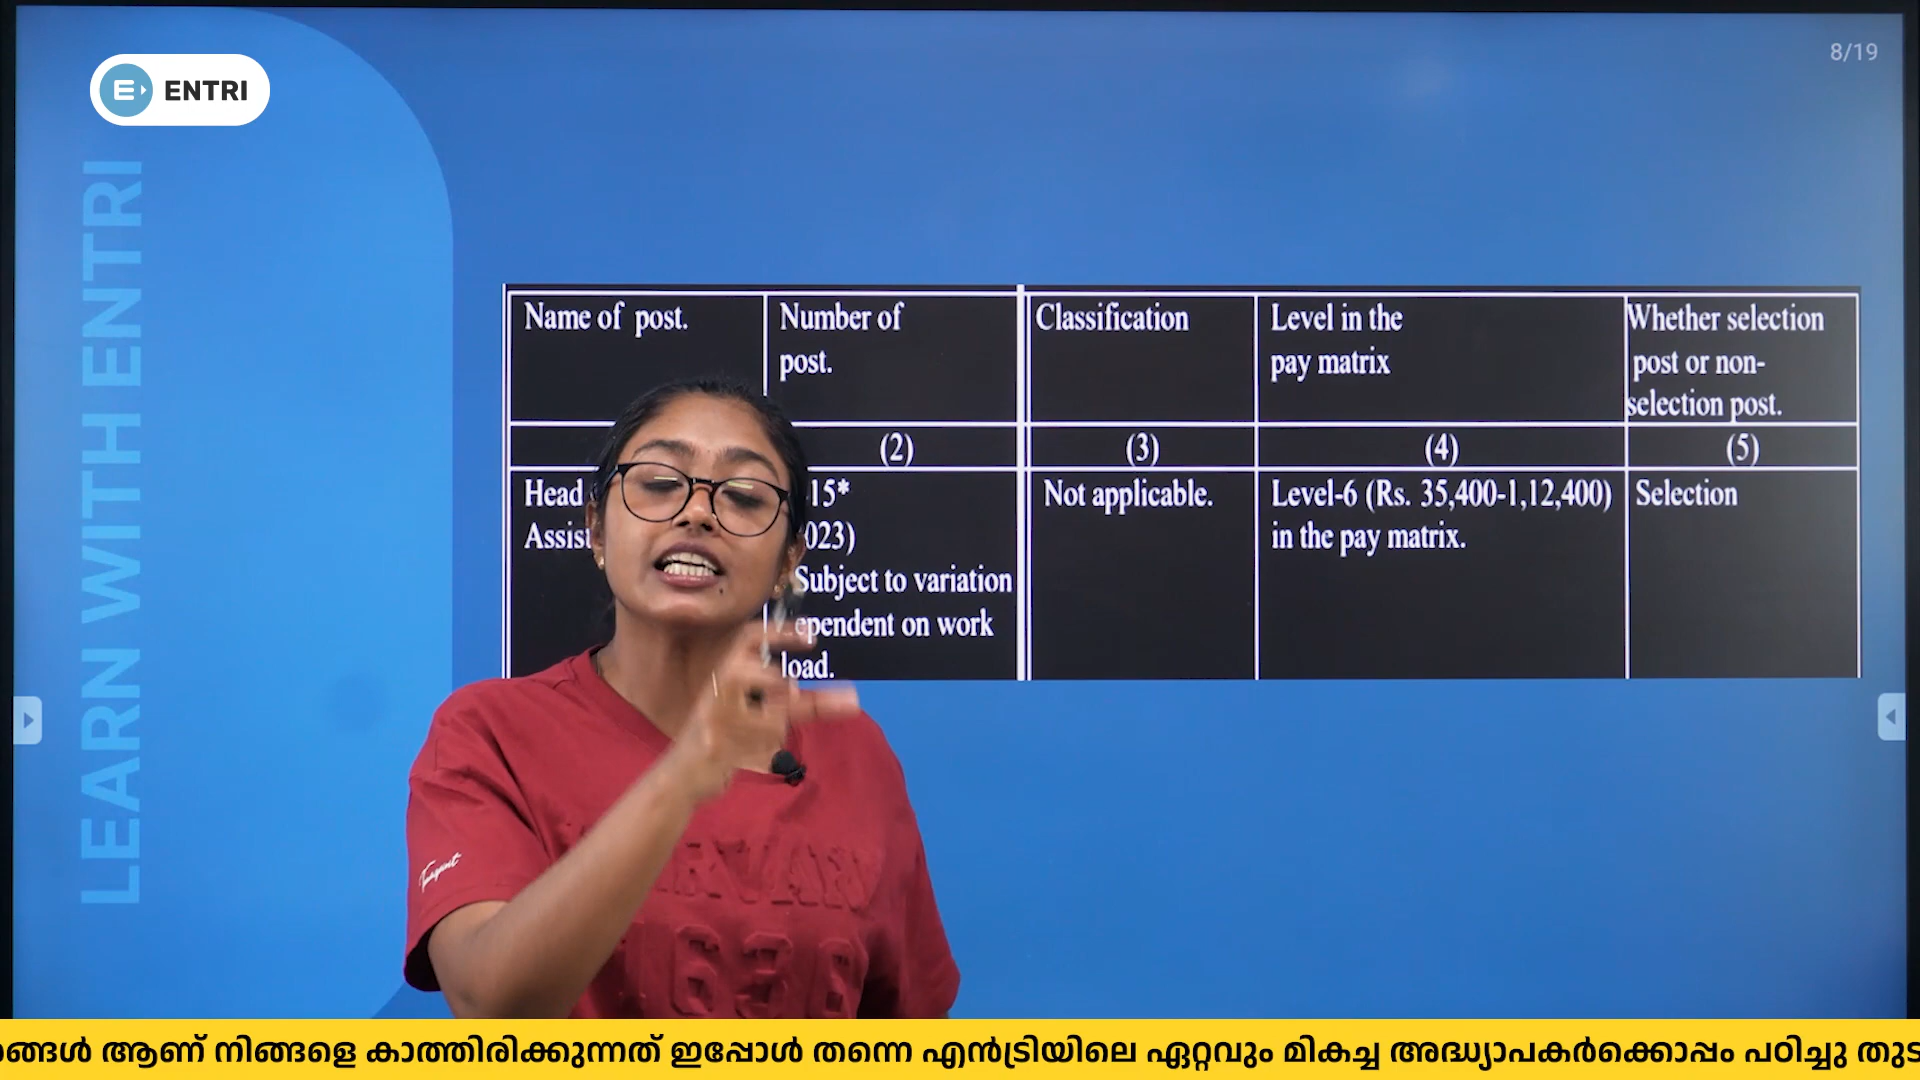 8/19
ENTRI
LEARN WITH ENTRI
Name of post.
Number of
post.
Classification
Level in the
pay matrix
Whether selection
post or non-
selection post.
(2)
(3)
(4)
(5)
Head
15*
023)
Subject to variation
on work
load.
Not applicable.
Level-6 (Rs. 35,400-1,12,400)
in the pay matrix.
Selection
ആണ് നിങ്ങളെ കാത്തിരിക്കുന്നത് ഇപ്പോൾ തന്നെ എൻട്രിയിലെ ഏറ്റവും മികച്ച അദ്ധ്യാപകർക്കൊപ്പം പഠിച്ചു